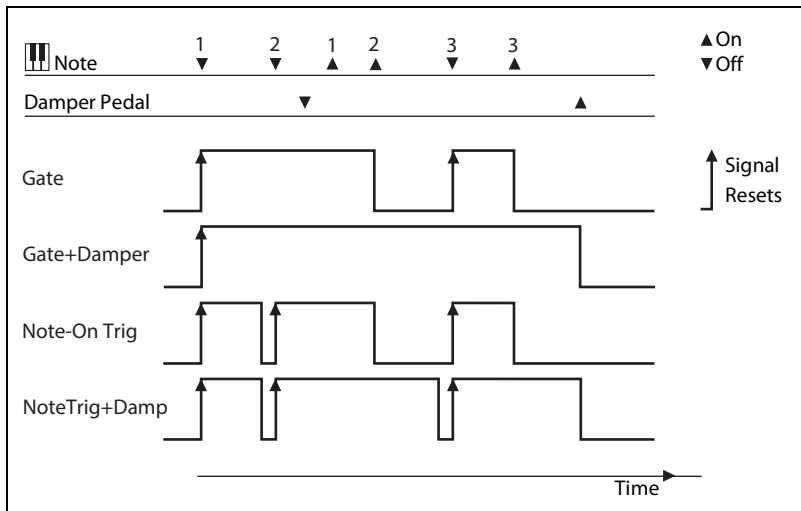 1 2 1 2 3 3
▲On
Note
▼Off
Damper Pedal
Gate
Signal
Resets
Gate+Damper
Note-On Trig
NoteTrig+Damp
Time